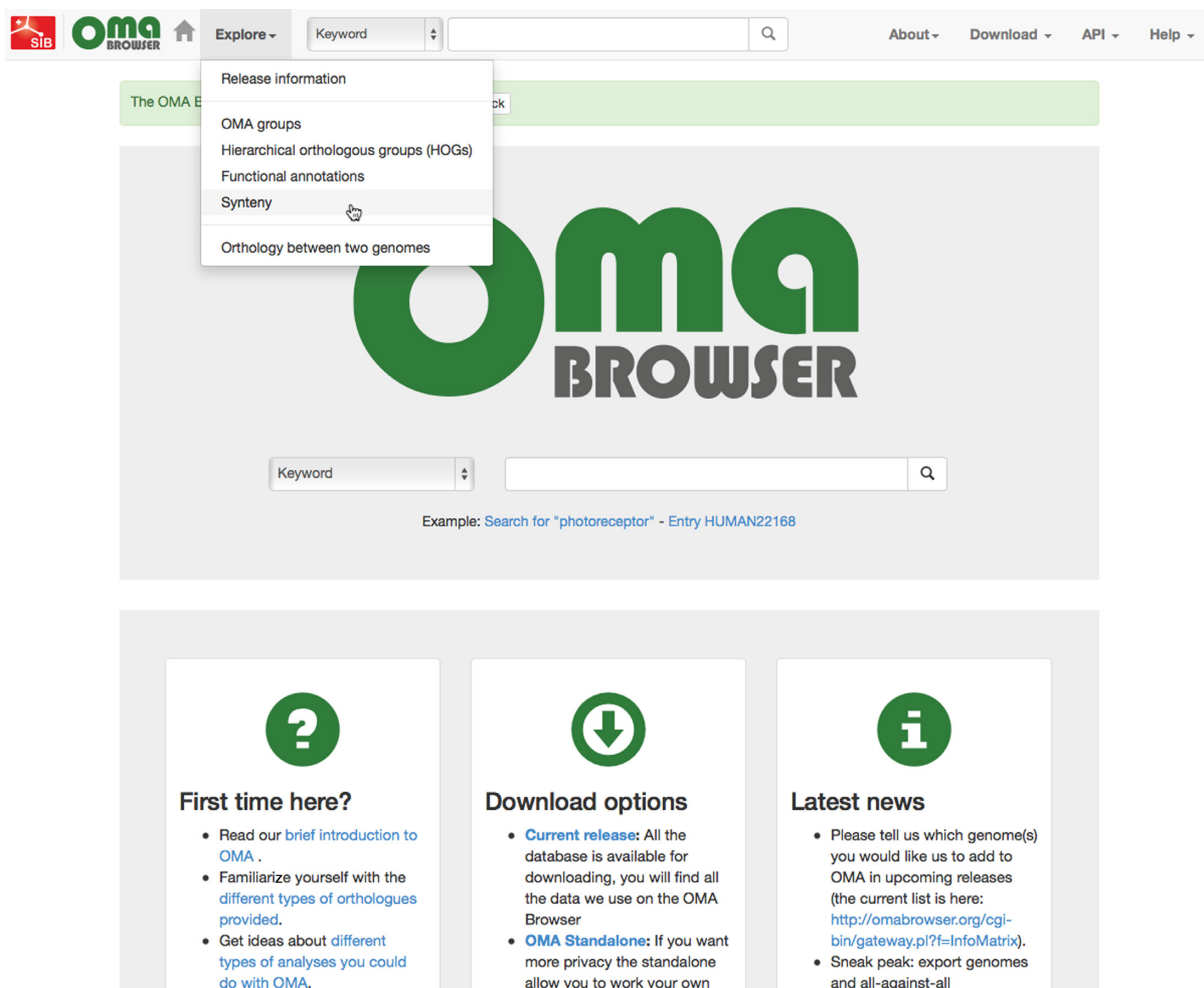 SIB
OMA BROWSER
Explore
Keyword
About
Download
API
Help
Release information
The OMA
ck
OMA groups
Hierarchical orthologous groups (HOGs)
Functional annotations
Synteny
Orthology between two genomes
oma
BROWSER
Keyword
Example: Search for "photoreceptor" - Entry HUMAN22168
First time here?
• Read our brief introduction to
OMA .
• Familiarize yourself with the
different types of orthologues
provided.
• Get ideas about different
types of analyses you could
do with OMA.
Download options
• Current release: All the
database is available for
downloading, you will find all
the data we use on the OMA
Browser
• OMA Standalone: If you want
more privacy the standalone
allow you to work your own
Latest news
• Please tell us which genome(s)
you would like us to add to
OMA in upcoming releases
(the current list is here:
http://omabrowser.org/cgi-
bin/gateway.pl?f=InfoMatrix).
• Sneak peak: export genomes
and all-against-all